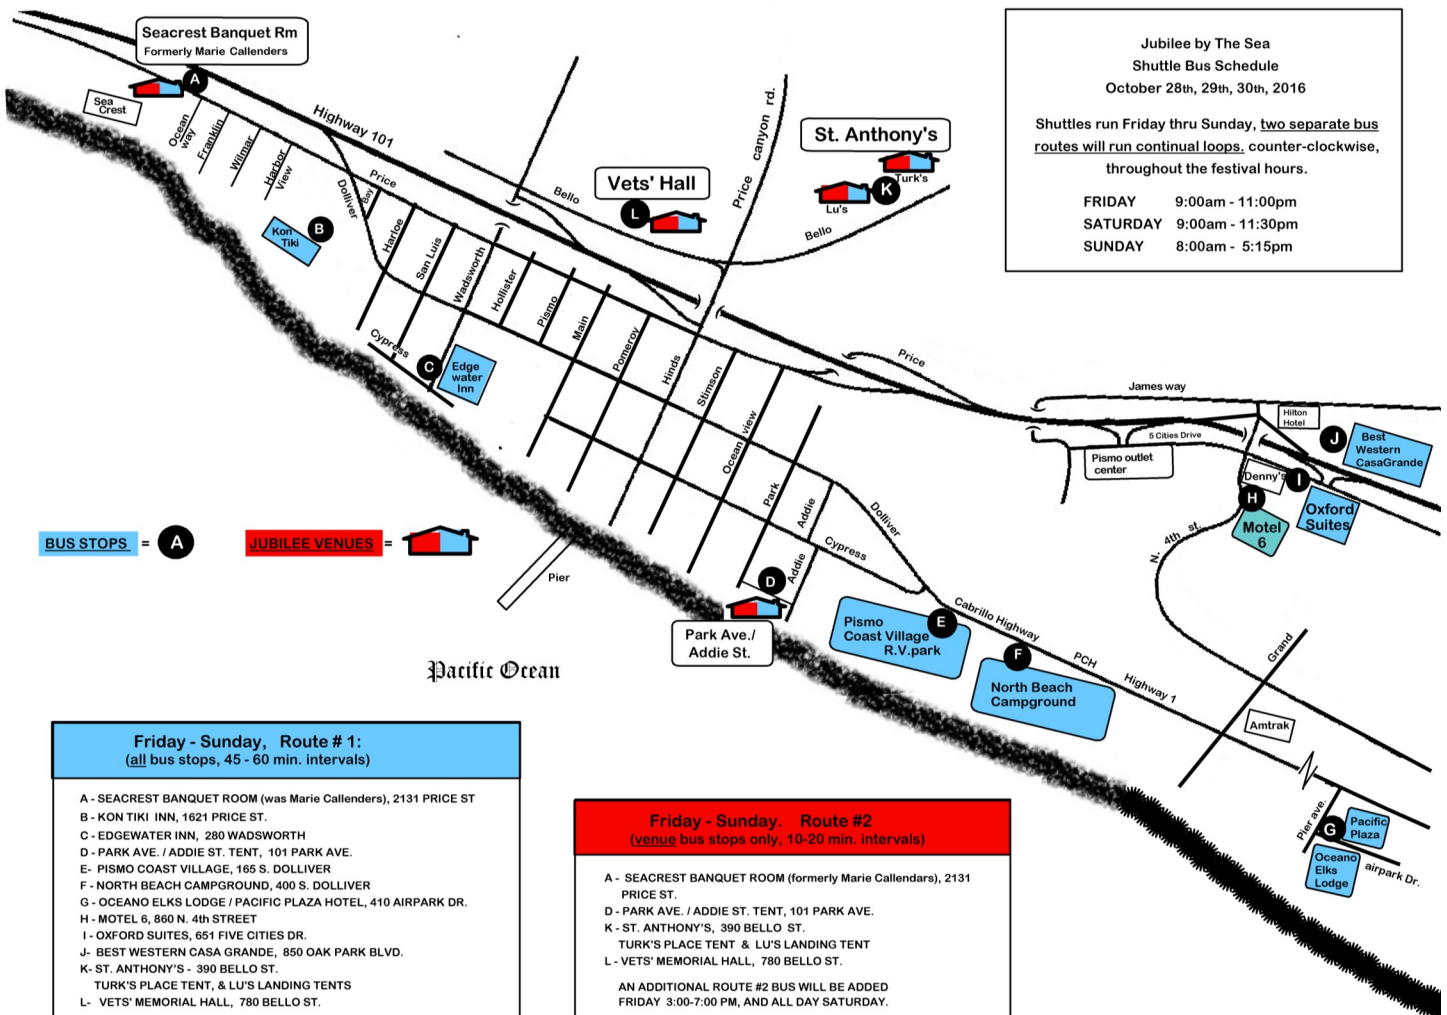 Seacrest Banquet Rm
Formerly Marie Callenders
A
Sea
Crest
Ocean
way
Franklin
Wilmar
Harbor
View
Highway 101
Dolliver
Price
Bay
Harloe
San Luis
Wadsworth
Hollister
Pismo
Main
Pomeroy
Hinds
Stimson
Ocean view
Park
Addie
Addie
Cypress
Cypress
Dolliver
Kon
Tiki
B
C
Edge
water
Inn
Bello
Vets' Hall
L
Price canyon rd.
St. Anthony's
Turk's
K
Lu's
Bello
Jubilee by The Sea
Shuttle Bus Schedule
October 28th, 29th, 30th, 2016
Shuttles run Friday thru Sunday, two separate bus
routes will run continual loops. counter-clockwise,
throughout the festival hours.
FRIDAY 9:00am - 11:00pm
SATURDAY 9:00am - 11:30pm
SUNDAY 8:00am - 5:15pm
Price
James way
Hilton
Hotel
5 Cities Drive
Pismo outlet
center
J
Best
Western
CasaGrande
Denny's
I
H
Oxford
Suites
Motel
6
N. 4th st.
BUS STOPS = A
JUBILEE VENUES =
Pier
D
Park Ave./
Addie St.
Pacific Ocean
Pismo
Coast Village
R.V.park
E
Cabrillo Highway
F
PCH
Highway 1
North Beach
Campground
Grand
Amtrak
Pier ave.
G
Pacific
Plaza
Oceano
Elks
Lodge
airpark Dr.
Friday - Sunday, Route # 1:
(all bus stops, 45 - 60 min. intervals)
A - SEACREST BANQUET ROOM (was Marie Callenders), 2131 PRICE ST
B - KON TIKI INN, 1621 PRICE ST.
C - EDGEWATER INN, 280 WADSWORTH
D - PARK AVE. / ADDIE ST. TENT, 101 PARK AVE.
E- PISMO COAST VILLAGE, 165 S. DOLLIVER
F - NORTH BEACH CAMPGROUND, 400 S. DOLLIVER
G - OCEANO ELKS LODGE / PACIFIC PLAZA HOTEL, 410 AIRPARK DR.
H - MOTEL 6, 860 N. 4th STREET
I - OXFORD SUITES, 651 FIVE CITIES DR.
J- BEST WESTERN CASA GRANDE, 850 OAK PARK BLVD.
K- ST. ANTHONY'S - 390 BELLO ST.
TURK'S PLACE TENT, & LU'S LANDING TENTS
L- VETS' MEMORIAL HALL, 780 BELLO ST.
Friday - Sunday. Route #2
(venue bus stops only, 10-20 min. intervals)
A - SEACREST BANQUET ROOM (formerly Marie Callendars), 2131
PRICE ST.
D - PARK AVE. / ADDIE ST. TENT, 101 PARK AVE.
K - ST. ANTHONY'S, 390 BELLO ST.
TURK'S PLACE TENT & LU'S LANDING TENT
L - VETS' MEMORIAL HALL, 780 BELLO ST.
AN ADDITIONAL ROUTE #2 BUS WILL BE ADDED
FRIDAY 3:00-7:00 PM, AND ALL DAY SATURDAY.